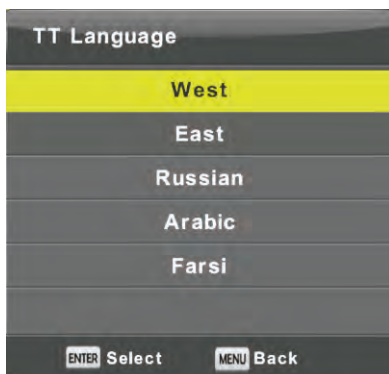 TT Language
West
East
Russian
Arabic
Farsi
ENTER Select MENU Back